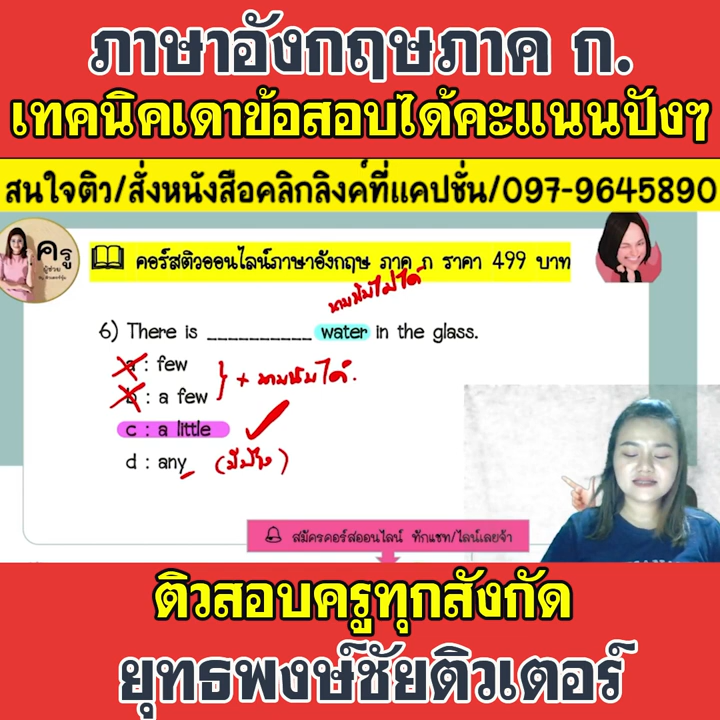 ภาษาอังกฤษภาค ก.
เทคนิคเดาข้อสอบได้คะแนนปังๆ
สนใจติว/สั่งหนังสือคลิกลิงค์ที่แคปชั่น/097-9645890
ครู
ผู้ช่วย
คอร์สติวออนไลน์ภาษาอังกฤษ ภาค ก ราคา 499 บาท
นามนับไม่ได้
6) There is __________ water in the glass.
a : few
b : a few
+ นามนับได้.
c : a little
d : any
สมัครคอร์สออนไลน์ ทักแชท/ไลน์เลยจ้า
ติวสอบครูทุกสังกัด
ยุทธพงษ์ชัยติวเตอร์